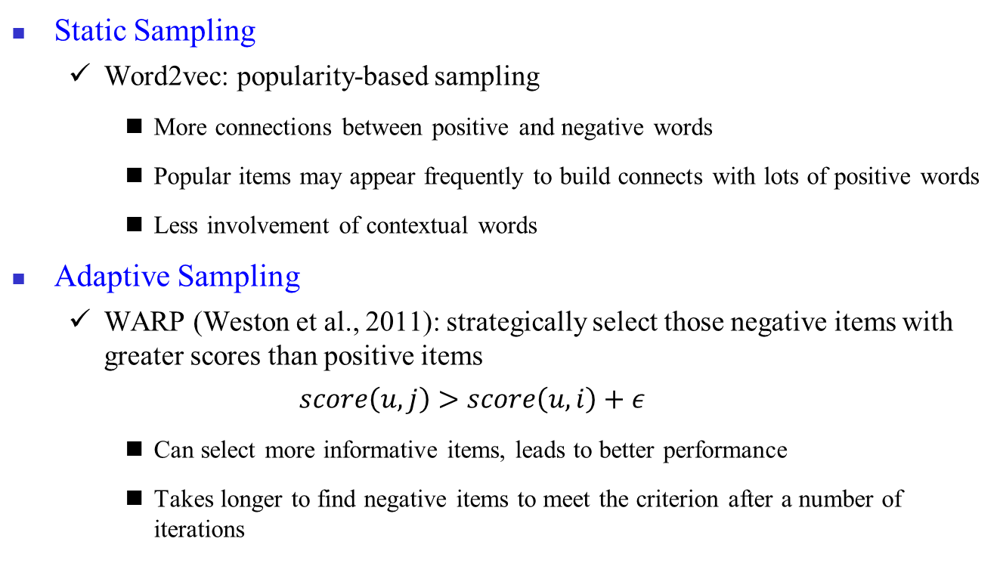 Static Sampling
Word2vec: popularity-based sampling
More connections between positive and negative words
Popular items may appear frequently to build connects with lots of positive words
Less involvement of contextual words
Adaptive Sampling
WARP (Weston et al., 2011): strategically select those negative items with
greater scores than positive items
𝑠𝑐𝑜𝑟𝑒(𝑢, 𝑗) > 𝑠𝑐𝑜𝑟𝑒(𝑢, 𝑖) + 𝜖
Can select more informative items, leads to better performance
Takes longer to find negative items to meet the criterion after a number of
iterations